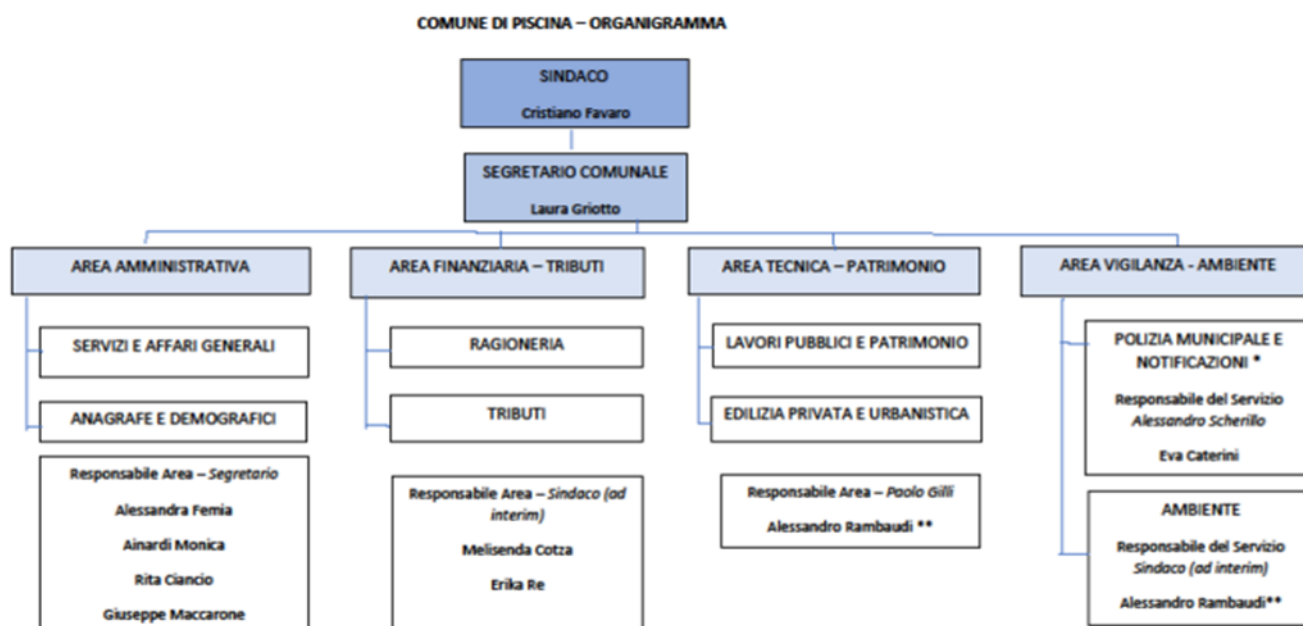 COMUNE DI PISCINA – ORGANIGRAMMA
SINDACO
Cristiano Favaro
SEGRETARIO COMUNALE
Laura Griotto
AREA AMMINISTRATIVA
SERVIZI E AFFARI GENERALI
ANAGRAFE E DEMOGRAFICI
Responsabile Area – Segretario
Alessandra Femia
Ainardi Monica
Rita Ciancio
Giuseppe Maccarone
AREA FINANZIARIA – TRIBUTI
RAGIONERIA
TRIBUTI
Responsabile Area – Sindaco (ad
interim)
Melisenda Cotza
Erika Re
AREA TECNICA – PATRIMONIO
LAVORI PUBBLICI E PATRIMONIO
EDILIZIA PRIVATA E URBANISTICA
Responsabile Area – Paolo Gilli
Alessandro Rambaudi **
AREA VIGILANZA - AMBIENTE
POLIZIA MUNICIPALE E
NOTIFICAZIONI *
Responsabile del Servizio
Alessandro Scherillo
Eva Caterini
AMBIENTE
Responsabile del Servizio
Sindaco (ad interim)
Alessandro Rambaudi**